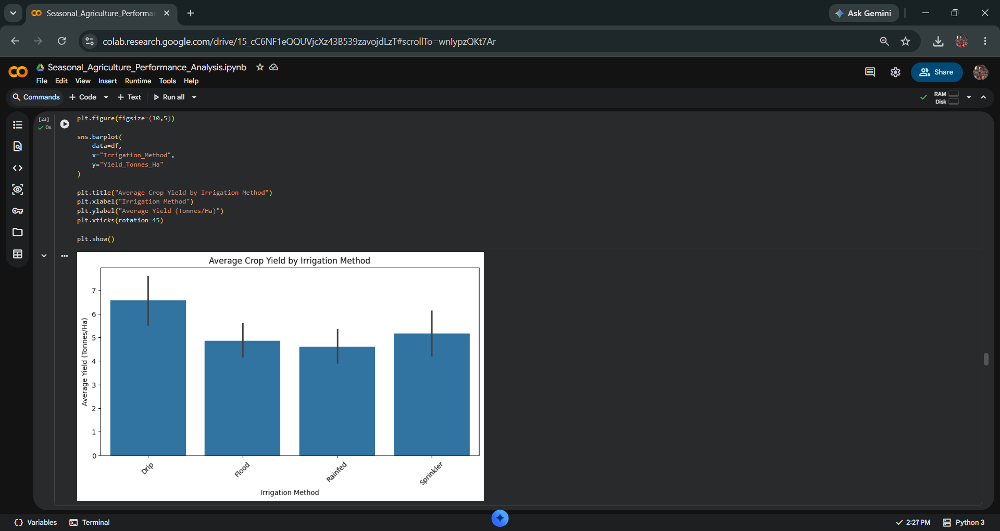 Seasonal_Agriculture_Performan
Ask Gemini
colab.research.google.com/drive/15_cC6NF1eQQUVjcXz43B539zavojdLzT#scrollTo=wnlypzQKt7Ar
Seasonal_Agriculture_Performance_Analysis.ipynb
File Edit View Insert Runtime Tools Help
Share
Commands + Code + Text Run all
RAM
Disk
[23]
0s
plt.figure(figsize=(10,5))
sns.barplot(
data=df,
x="Irrigation_Method",
y="Yield_Tonnes_Ha"
)
plt.title("Average Crop Yield by Irrigation Method")
plt.xlabel("Irrigation Method")
plt.ylabel("Average Yield (Tonnes/Ha)")
plt.xticks(rotation=45)
plt.show()
Average Crop Yield by Irrigation Method
Average Yield (Tonnes/Ha)
7
6
5
4
3
2
1
0
Drip Flood Rainfed Sprinkler
Irrigation Method
{} Variables Terminal
2:27 PM Python 3